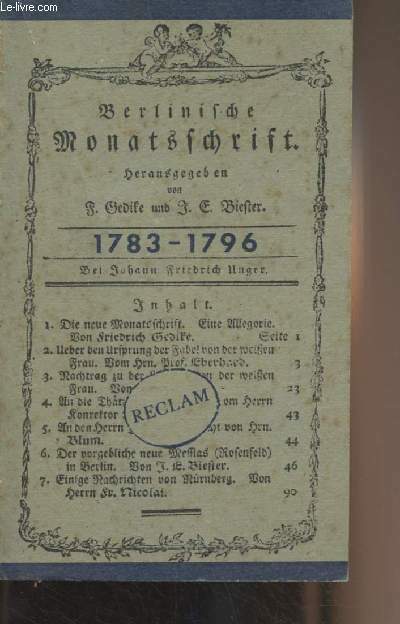 Le-livre.com
Berlinische
Monatsschrift.
Herausgegeben
von
F. Gedike und J. E. Biester.
1783-1796
Bei Johann Friedrich Unger.
Inhalt.
1. Die neue Monatsschrift. Eine Allegorie.
Von Friedrich Gedike. Seite 1
2. Ueber den Ursprung der Fabel von der weißen
Frau. Vom Hrn. Prof. Eberhard. 3
3. Nachtrag zu der der weißen
Frau. Von 23
4. An die vom Herrn
Konrektor 43
5. An den Herrn von Hrn.
Blum. 44
6. Der vorgebliche neue Messias (Rosenfeld)
in Berlin. Von J. E. Biester. 46
7. Einige Nachrichten von Nürnberg. Von
Herrn Fr. Nicolai. 90
RECLAM